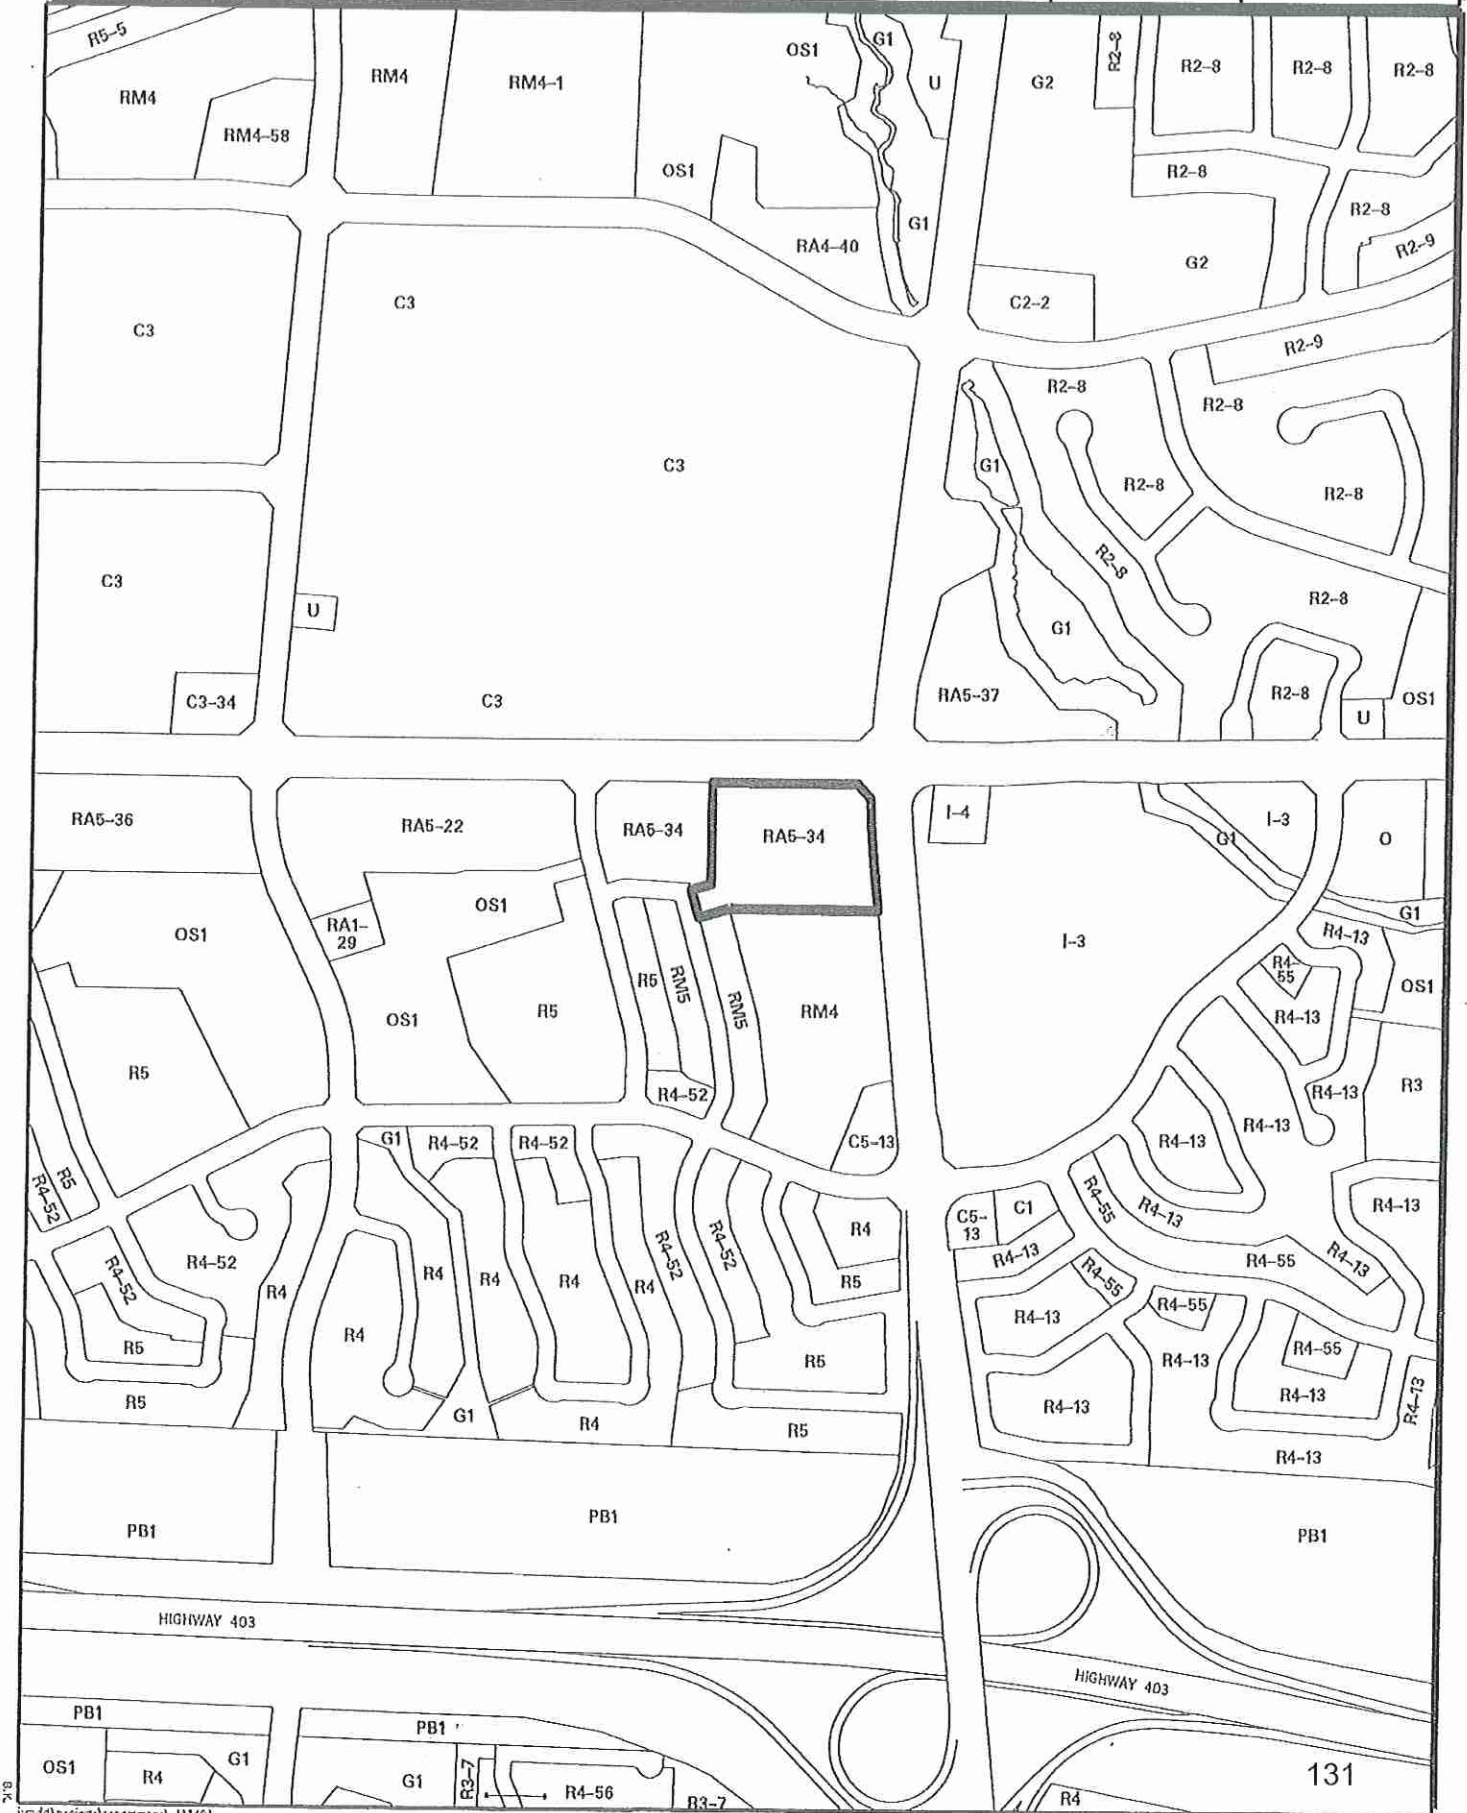 R5-5
RM4
RM4-58
RM4
RM4-1
OS1
G1
U
G2
R2-8
R2-8
R2-8
R2-8
OS1
R2-8
R2-8
R2-9
G1
RA4-40
G2
C3
C3
C2-2
R2-9
R2-8
R2-8
C3
G1
R2-8
R2-8
C3
R2-8
U
R2-8
G1
C3-34
C3
RA5-37
R2-8
U
OS1
RA5-36
RA5-22
RA5-34
RA5-34
I-4
I-3
G1
O
OS1
OS1
RA1-
29
I-3
G1
R4-13
R4-
55
OS1
R5
RM5
RM5
RM4
OS1
R5
R4-13
R5
R4-52
R4-13
R3
G1
R4-52
R4-52
C5-13
R4-13
R4-13
R5
R4-52
R4-55
R4-13
R4-13
C5-
13
C1
R4
R4-52
R4-52
R4-52
R4-52
R4-13
R4-55
R4-13
R4
R4
R4
R4
R4
R5
R4-55
R4-13
R4-55
R4
R5
R5
R4-13
R4-55
R4-13
R4-13
R4-13
R5
G1
R4
R5
R4-13
PB1
PB1
PB1
HIGHWAY 403
HIGHWAY 403
PB1
PB1
OS1
R4
G1
G1
R3-7
R4-56
R3-7
R4
131